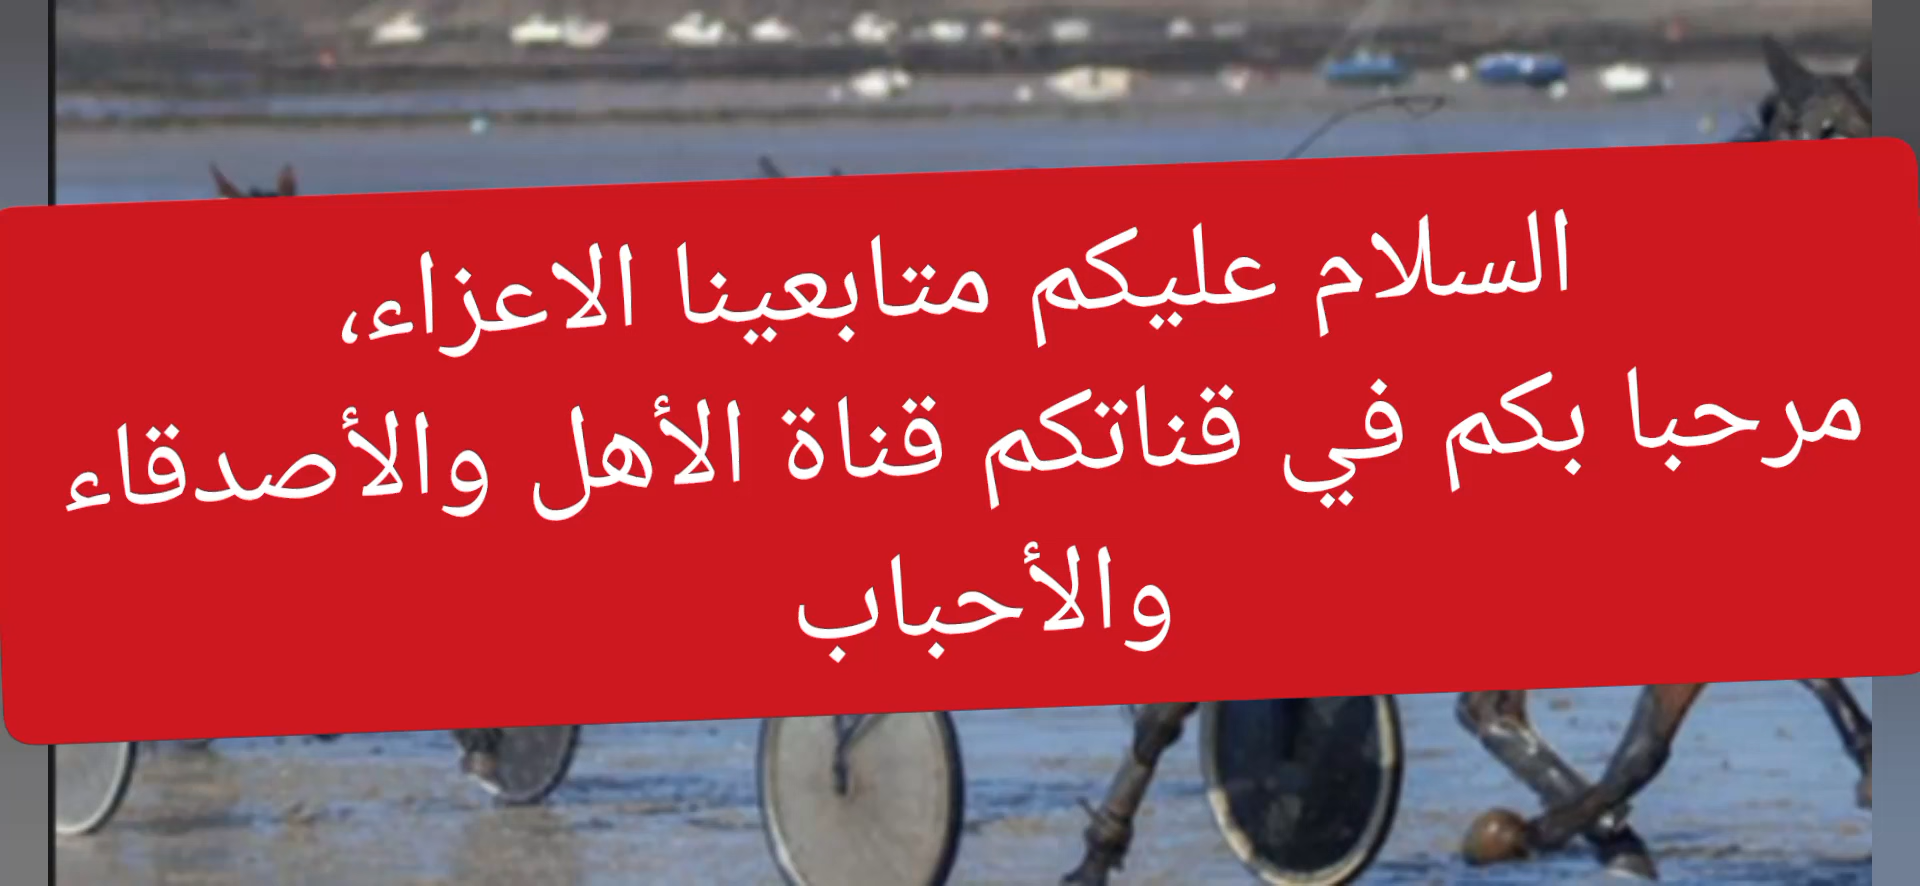 السلام عليكم متابعينا الاعزاء،
مرحبا بكم في قناتكم قناة الأهل والأصدقاء
والأحباب